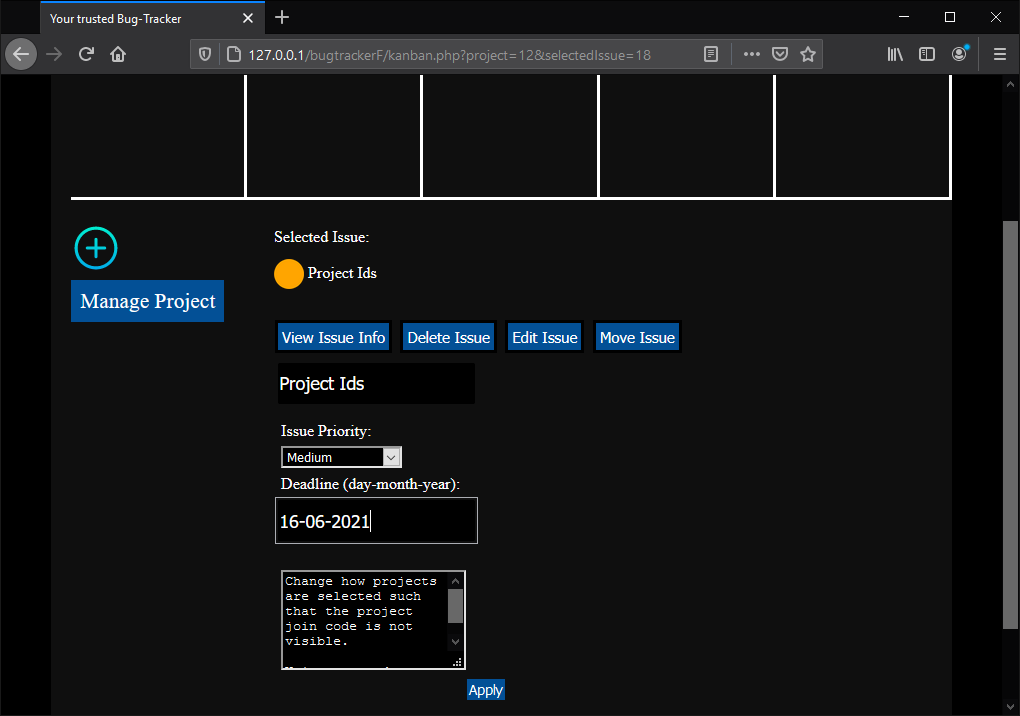 Your trusted Bug-Tracker
127.0.0.1/bugtrackerF/kanban.php?project=12&selectedIssue=18
Selected Issue:
Project Ids
Manage Project
View Issue Info Delete Issue Edit Issue Move Issue
Project Ids
Issue Priority:
Medium
Deadline (day-month-year):
16-06-2021
Change how projects
are selected such
that the project
join code is not
visible.
Apply